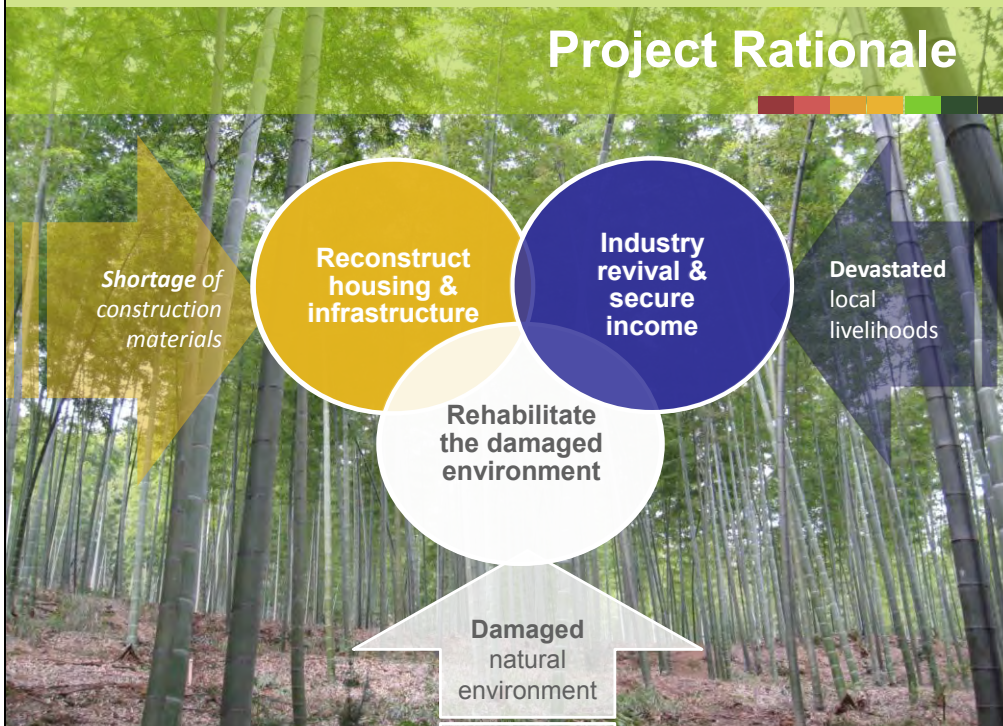 Project Rationale
Shortage of
construction
materials
Reconstruct
housing &
infrastructure
Industry
revival &
secure
income
Devastated
local
livelihoods
Rehabilitate
the damaged
environment
Damaged
natural
environment